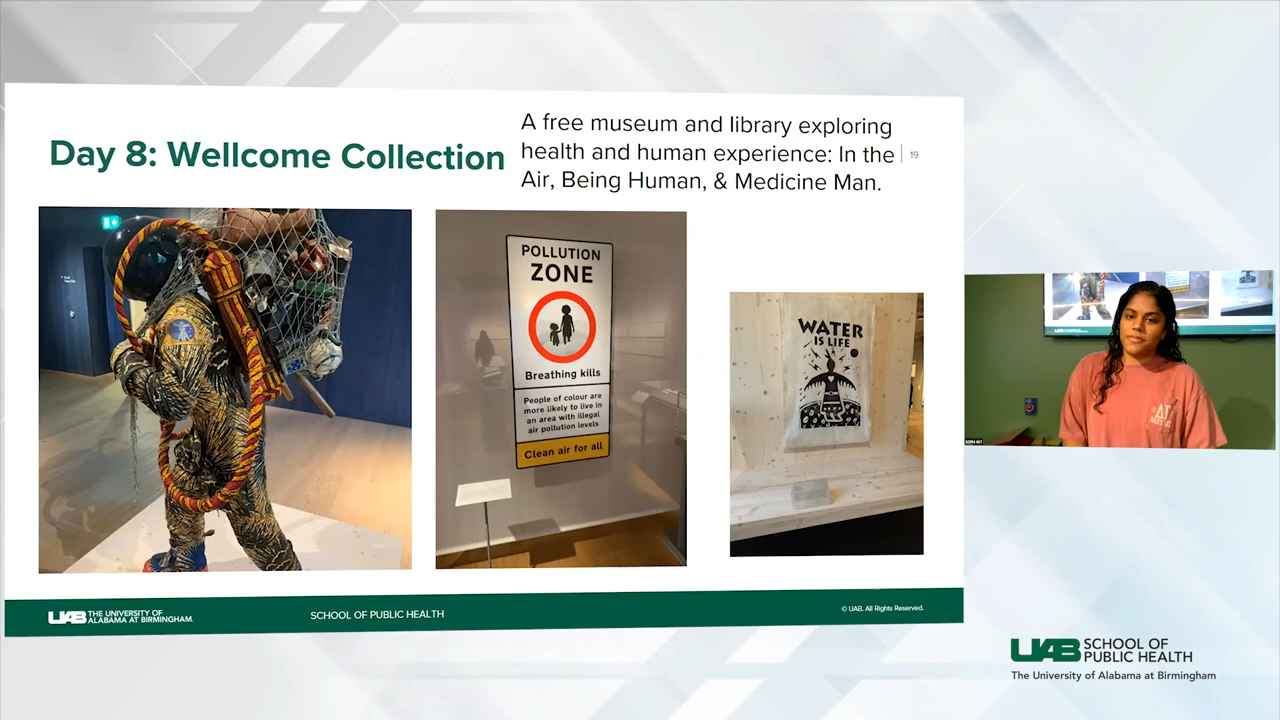 Day 8: Wellcome Collection
A free museum and library exploring
health and human experience: In the
Air, Being Human, & Medicine Man.
19
POLLUTION
ZONE
Breathing kills
People of colour are
more likely to live in
an area with illegal
air pollution levels
Clean air for all
WATER
IS LIFE
UAB THE UNIVERSITY OF
ALABAMA AT BIRMINGHAM.
SCHOOL OF PUBLIC HEALTH
© UAB. All Rights Reserved.
UAB SCHOOL OF
PUBLIC HEALTH
The University of Alabama at Birmingham